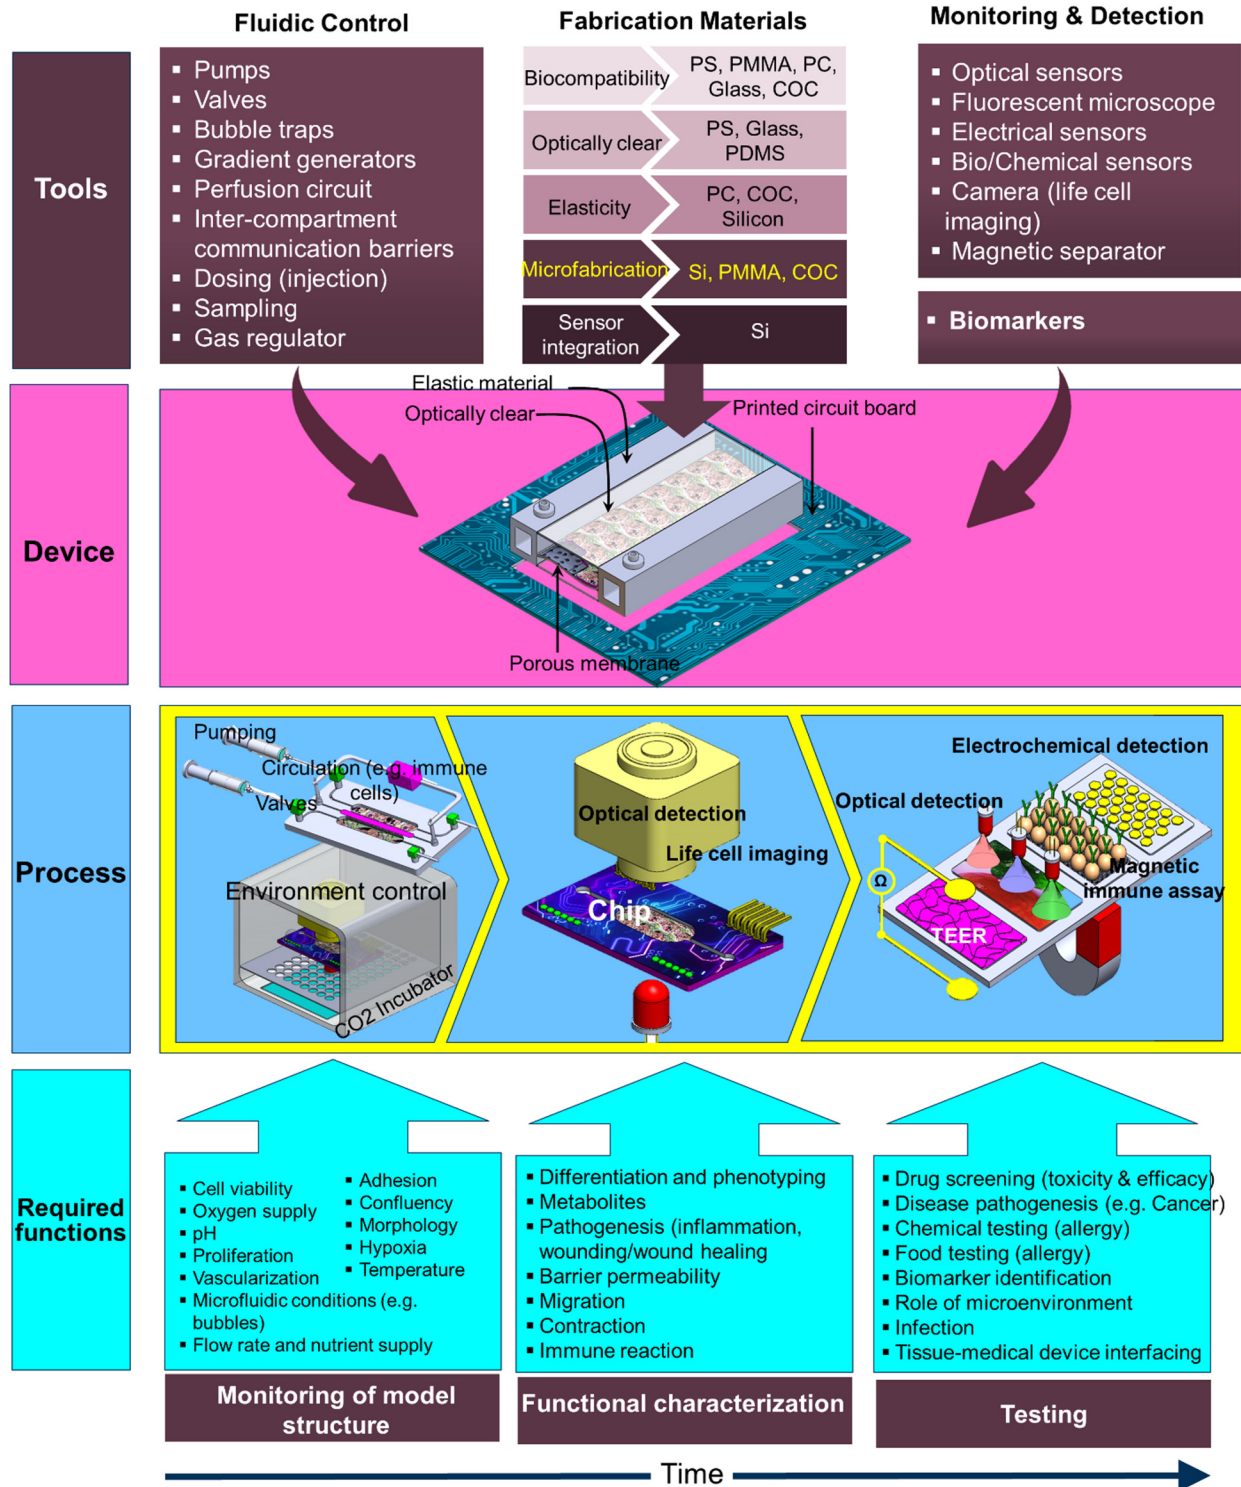 Fluidic Control
Fabrication Materials
Monitoring & Detection
Tools
▪ Pumps
▪ Valves
▪ Bubble traps
▪ Gradient generators
▪ Perfusion circuit
▪ Inter-compartment
communication barriers
▪ Dosing (injection)
▪ Sampling
▪ Gas regulator
Biocompatibility
PS, PMMA, PC,
Glass, COC
Optically clear
PS, Glass,
PDMS
Elasticity
PC, COC,
Silicon
Microfabrication
Si, PMMA, COC
Sensor
integration
Si
▪ Optical sensors
▪ Fluorescent microscope
▪ Electrical sensors
▪ Bio/Chemical sensors
▪ Camera (life cell
imaging)
▪ Magnetic separator
▪ Biomarkers
Device
Elastic material
Optically clear
Printed circuit board
Porous membrane
Process
Pumping
Circulation (e.g. immune
cells)
Valves
Environment control
CO2 Incubator
Optical detection
Life cell imaging
Chip
Electrochemical detection
Optical detection
Magnetic
immune assay
Ω
TEER
Required
functions
▪ Cell viability
▪ Oxygen supply
▪ pH
▪ Proliferation
▪ Vascularization
▪ Microfluidic conditions (e.g.
bubbles)
▪ Flow rate and nutrient supply
▪ Adhesion
▪ Confluency
▪ Morphology
▪ Hypoxia
▪ Temperature
▪ Differentiation and phenotyping
▪ Metabolites
▪ Pathogenesis (inflammation,
wounding/wound healing
▪ Barrier permeability
▪ Migration
▪ Contraction
▪ Immune reaction
▪ Drug screening (toxicity & efficacy)
▪ Disease pathogenesis (e.g. Cancer)
▪ Chemical testing (allergy)
▪ Food testing (allergy)
▪ Biomarker identification
▪ Role of microenvironment
▪ Infection
▪ Tissue-medical device interfacing
Monitoring of model
structure
Functional characterization
Testing
Time